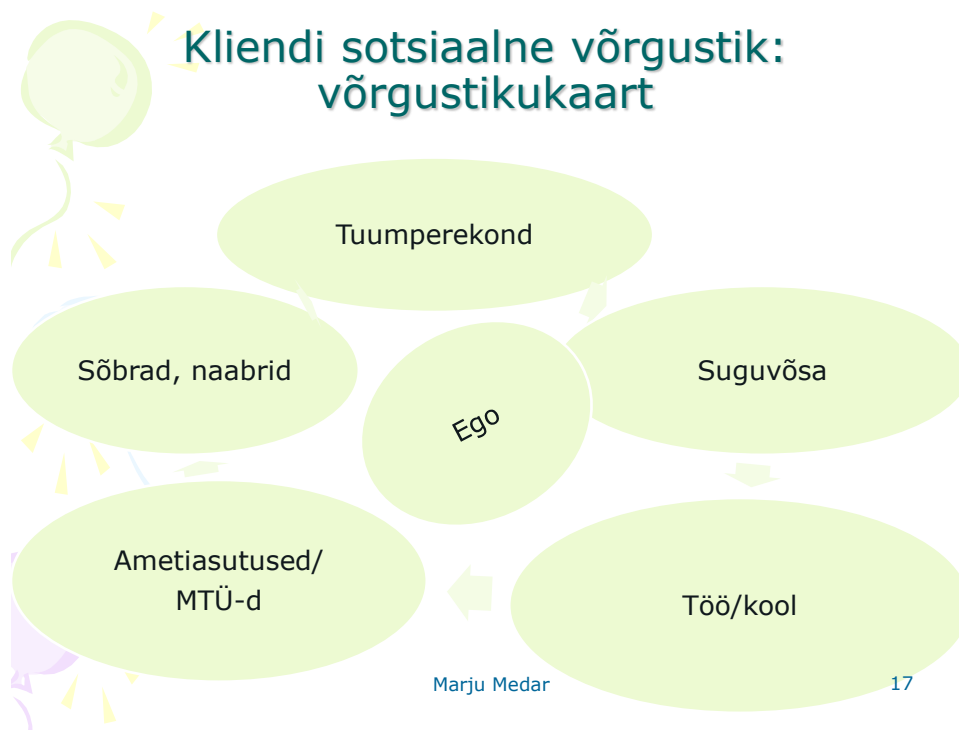 Kliendi sotsiaalne võrgustik:
võrgustikukaart
Tuumperekond
Sõbrad, naabrid
Suguvõsa
Ego
Ametiasutused/
MTÜ-d
Töö/kool
Marju Medar
17